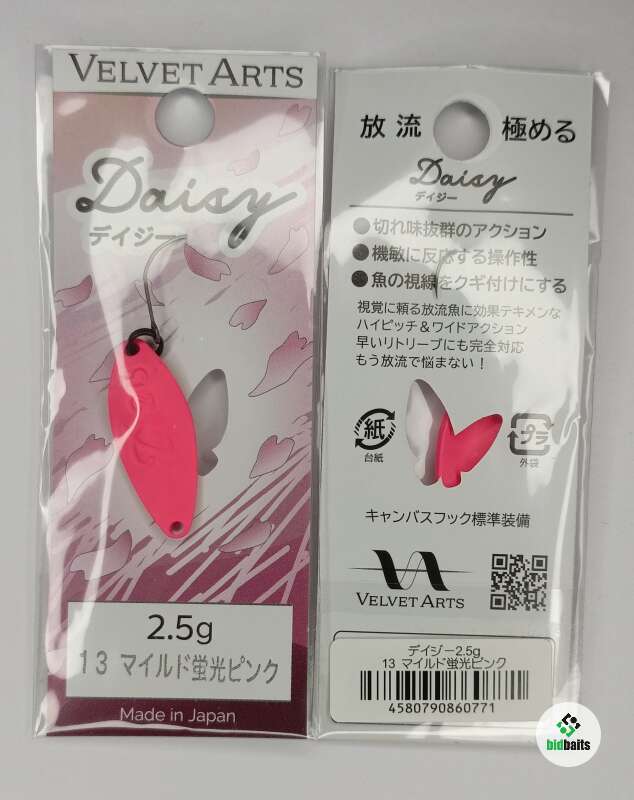 VELVET ARTS
Daisy
デイジー
2.5g
13 マイルド蛍光ピンク
Made in Japan
放流 極める
Daisy
デイジー
●切れ味抜群のアクション
●機敏に反応する操作性
●魚の視線をクギ付けにする
視覚に頼る放流魚に効果テキメンな
ハイピッチ&ワイドアクション
早いリトリーブにも完全対応
もう放流で悩まない!
紙
台紙
プラ
外袋
キャンバスフック標準装備
VELVET ARTS
デイジー2.5g
13 マイルド蛍光ピンク
4580790860771
bidbaits